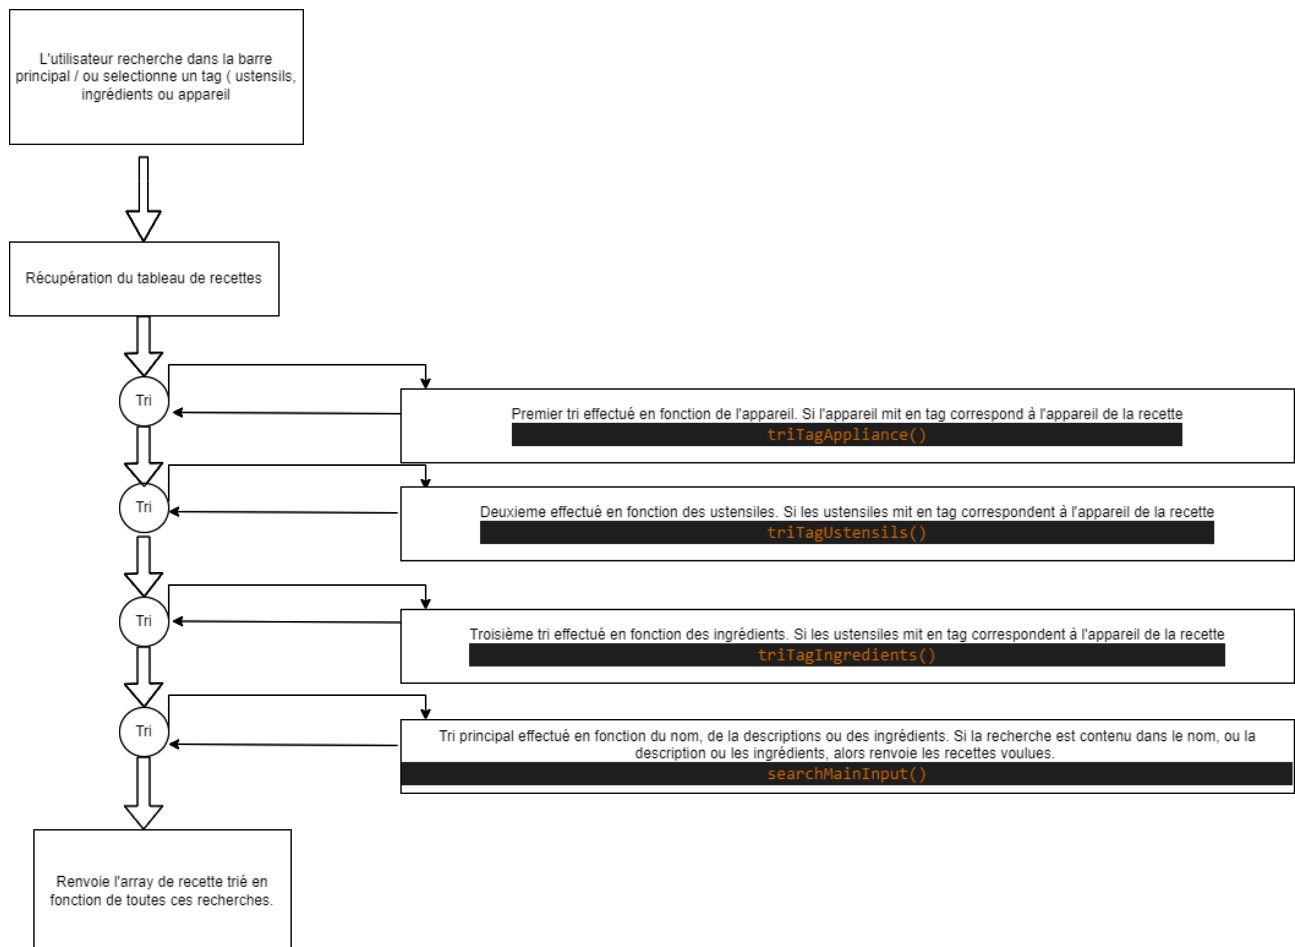 L'utilisateur recherche dans la barre
principal / ou selectionne un tag ( ustensils,
ingrédients ou appareil
Récupération du tableau de recettes
Tri
Premier tri effectué en fonction de l'appareil. Si l'appareil mit en tag correspond à l'appareil de la recette
triTagAppliance()
Tri
Deuxieme effectué en fonction des ustensiles. Si les ustensiles mit en tag correspondent à l'appareil de la recette
triTagUstensils()
Tri
Troisième tri effectué en fonction des ingrédients. Si les ustensiles mit en tag correspondent à l'appareil de la recette
triTagIngredients()
Tri
Tri principal effectué en fonction du nom, de la descriptions ou des ingrédients. Si la recherche est contenu dans le nom, ou la
description ou les ingrédients, alors renvoie les recettes voulues.
searchMainInput()
Renvoie l'array de recette trié en
fonction de toutes ces recherches.